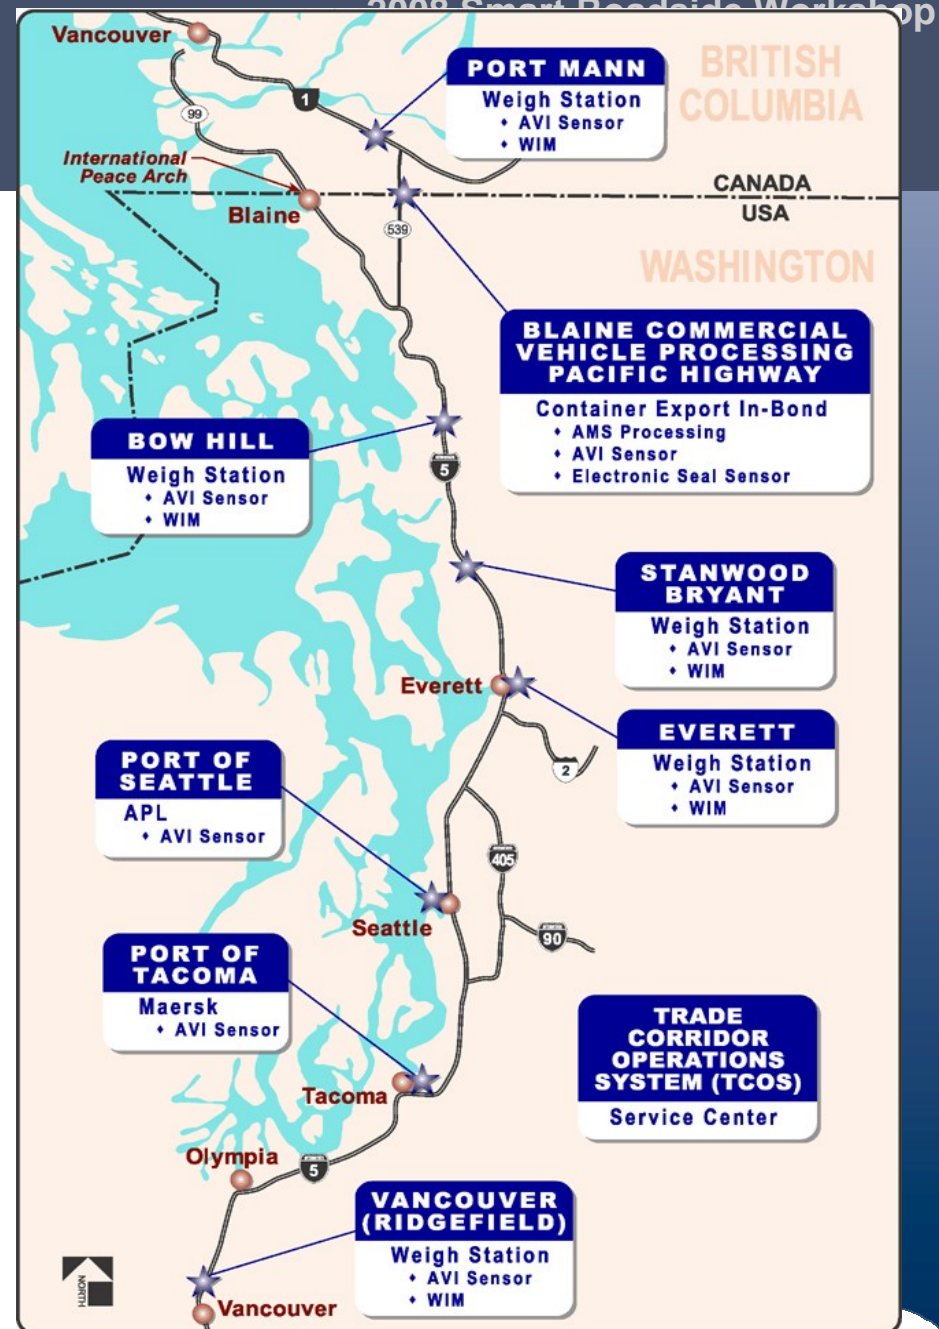 2008 Smart Roadside Workshop
Vancouver
BRITISH
COLUMBIA
PORT MANN
Weigh Station
• AVI Sensor
• WIM
1
99
International
Peace Arch
CANADA
USA
Blaine
539
WASHINGTON
BLAINE COMMERCIAL
VEHICLE PROCESSING
PACIFIC HIGHWAY
Container Export In-Bond
• AMS Processing
• AVI Sensor
• Electronic Seal Sensor
BOW HILL
Weigh Station
• AVI Sensor
• WIM
5
STANWOOD
BRYANT
Weigh Station
• AVI Sensor
• WIM
Everett
EVERETT
Weigh Station
• AVI Sensor
• WIM
2
PORT OF
SEATTLE
APL
• AVI Sensor
405
Seattle
90
PORT OF
TACOMA
Maersk
• AVI Sensor
TRADE
CORRIDOR
OPERATIONS
SYSTEM (TCOS)
Service Center
Tacoma
Olympia
5
VANCOUVER
(RIDGEFIELD)
Weigh Station
• AVI Sensor
• WIM
NORTH
Vancouver